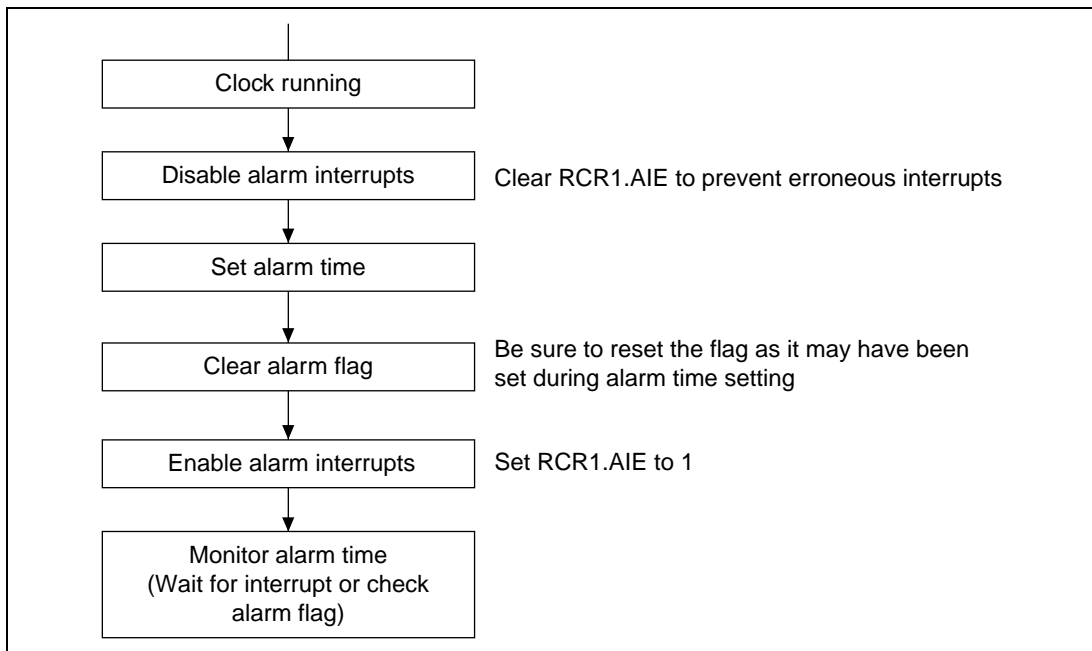 Clock running
Disable alarm interrupts
Clear RCR1.AIE to prevent erroneous interrupts
Set alarm time
Clear alarm flag
Be sure to reset the flag as it may have been
set during alarm time setting
Enable alarm interrupts
Set RCR1.AIE to 1
Monitor alarm time
(Wait for interrupt or check
alarm flag)